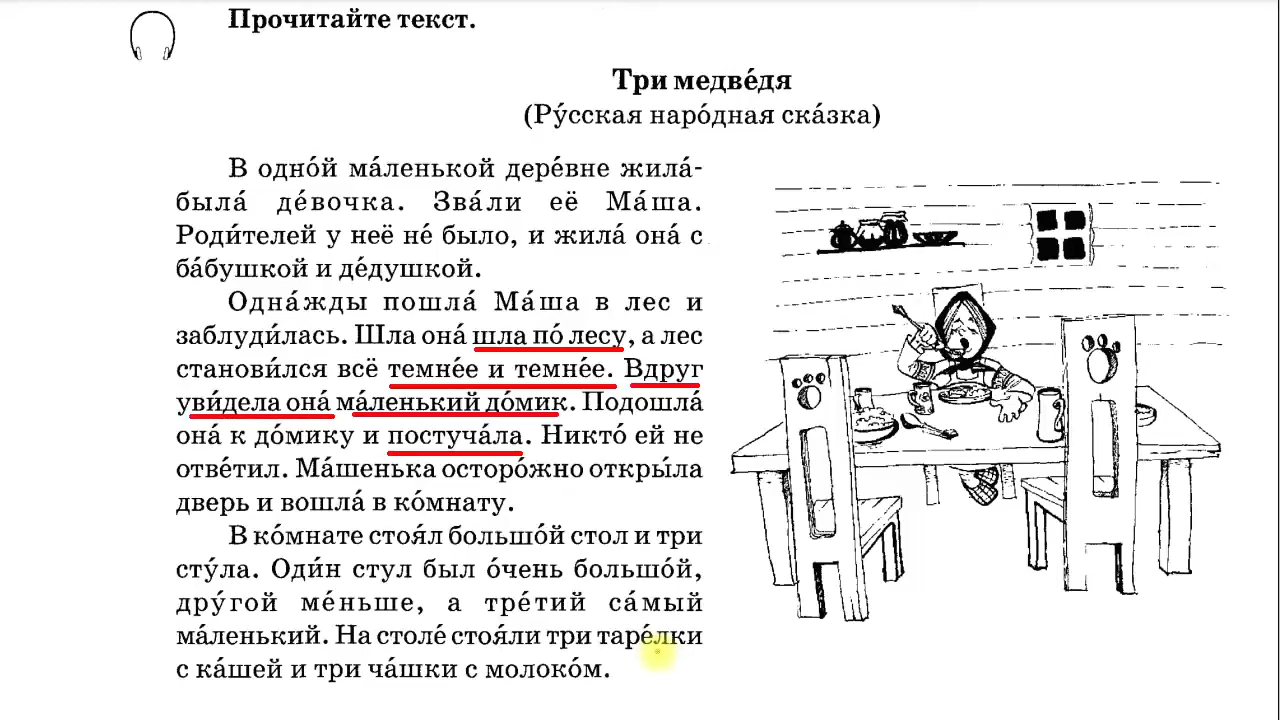 Прочитайте текст.
Три медве́дя
(Ру́сская наро́дная ска́зка)
В одно́й ма́ленькой дере́вне жила́-
была́ де́вочка. Зва́ли её Ма́ша.
Роди́телей у неё не́ было, и жила́ она́ с
ба́бушкой и де́душкой.
Одна́жды пошла́ Ма́ша в лес и
заблуди́лась. Шла она́ шла по́ лесу, а лес
станови́лся всё темне́е и темне́е. Вдруг
уви́дела она́ ма́ленький до́мик. Подошла́
она́ к до́мику и постуча́ла. Никто́ ей не
отве́тил. Ма́шенька осторо́жно откры́ла
дверь и вошла́ в ко́мнату.
В ко́мнате стоя́л большо́й стол и три
сту́ла. Оди́н стул был о́чень большо́й,
друго́й ме́ньше, а тре́тий са́мый
ма́ленький. На столе́ стоя́ли три таре́лки
с ка́шей и три ча́шки с молоко́м.